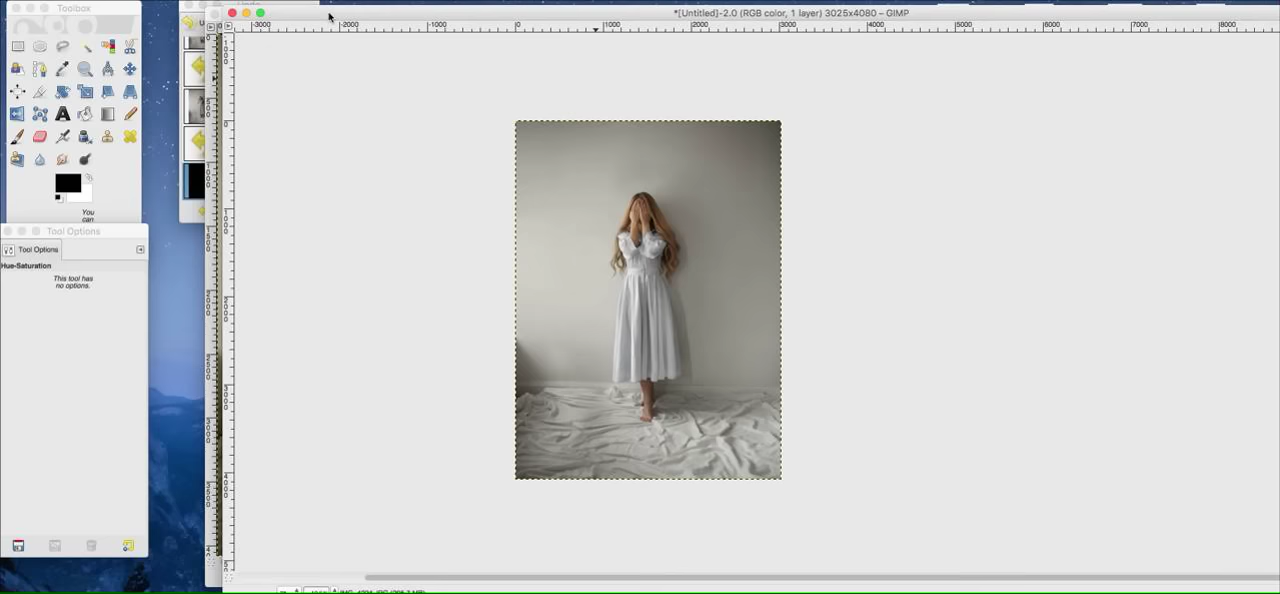 Toolbox
*[Untitled]-2.0 (RGB color, 1 layer) 3025x4080 – GIMP
-3000 -2000 -1000 0 1000 2000 3000 4000 5000 6000 7000 8000
You
can
Tool Options
Tool Options
Hue-Saturation
This tool has
no options.